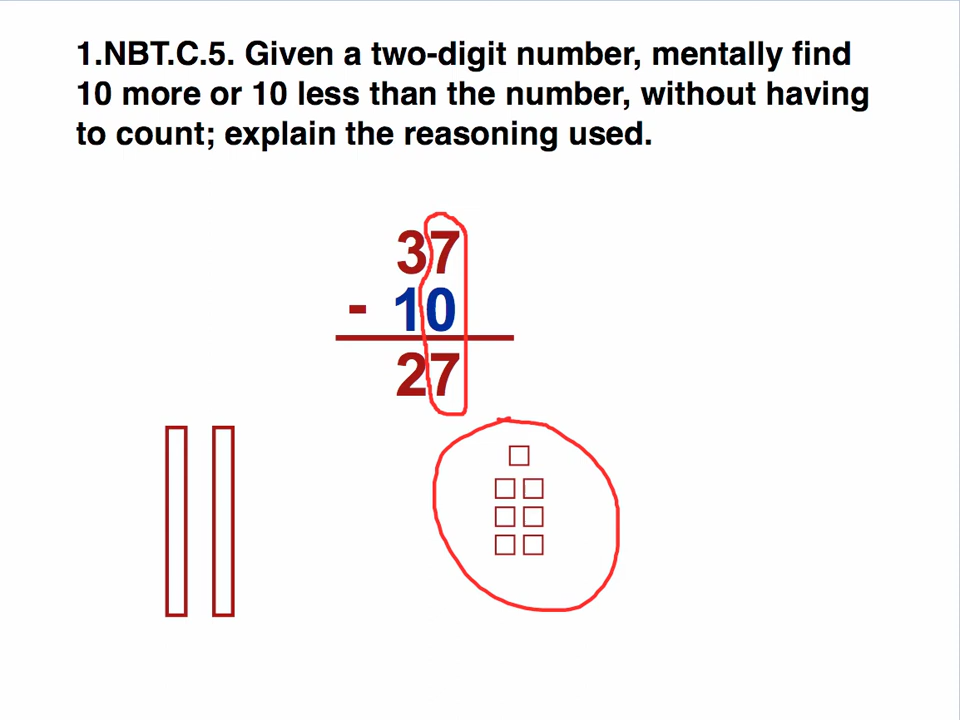 1.NBT.C.5. Given a two-digit number, mentally find
10 more or 10 less than the number, without having
to count; explain the reasoning used.
37
- 10
27